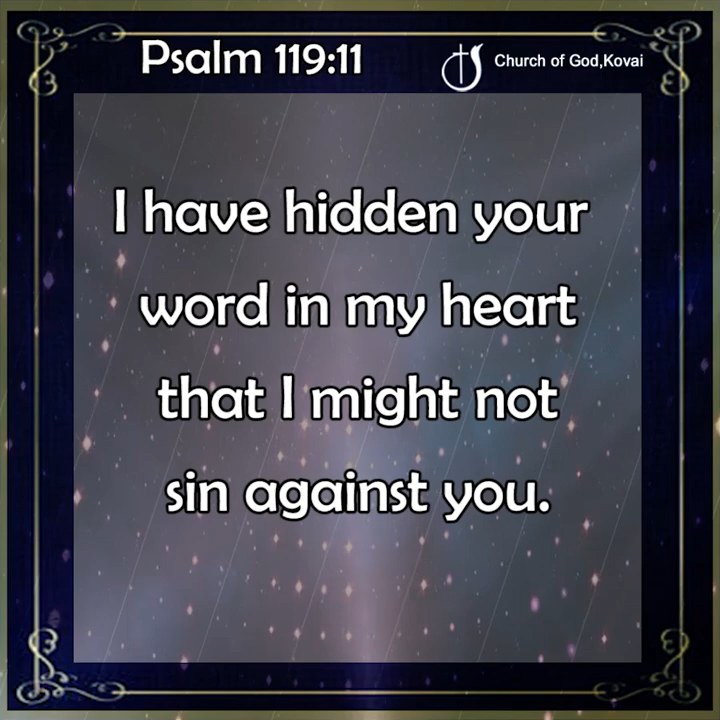 Psalm 119:11
Church of God,Kovai
I have hidden your
word in my heart
that I might not
sin against you.